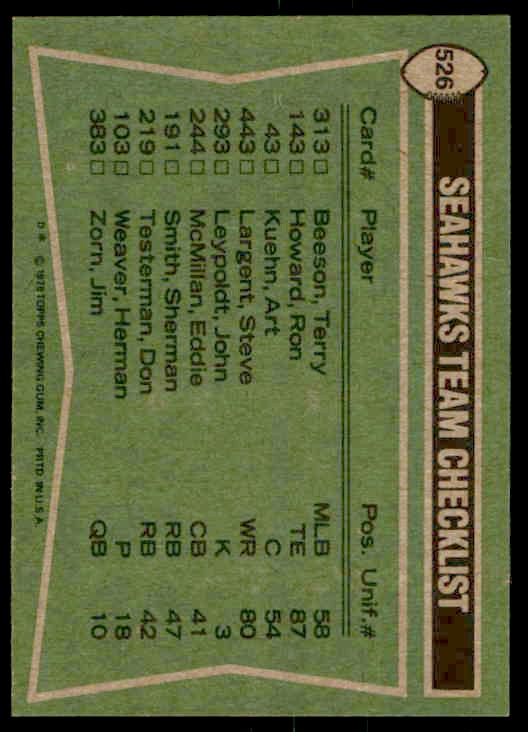 526
SEAHAWKS TEAM CHECKLIST
Card# Player Pos. Unif.#
313 □ Beeson, Terry MLB 58
143 □ Howard, Ron TE 87
43 □ Kuehn, Art C 54
443 □ Largent, Steve WR 80
293 □ Leypoldt, John K 3
244 □ McMillan, Eddie CB 41
191 □ Smith, Sherman RB 47
219 □ Testerman, Don RB 42
103 □ Weaver, Herman P 18
383 □ Zorn, Jim QB 10
© 1978 TOPPS CHEWING GUM, INC. PRTD. IN U.S.A.